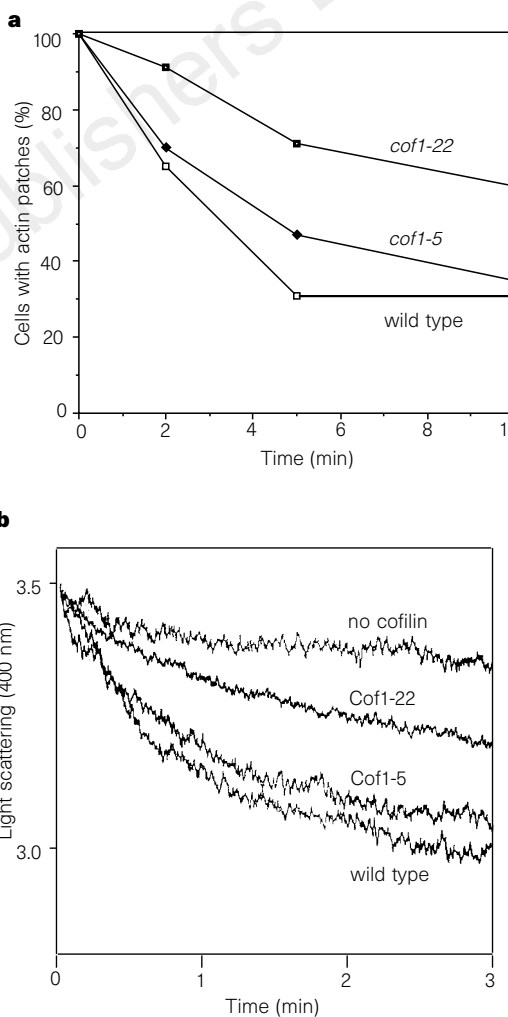 a
Cells with actin patches (%)
100
80
60
40
20
0
cof1-22
cof1-5
wild type
0 2 4 6 8
Time (min)
b
Light scattering (400 nm)
3.5
3.0
no cofilin
Cof1-22
Cof1-5
wild type
0 1 2 3
Time (min)